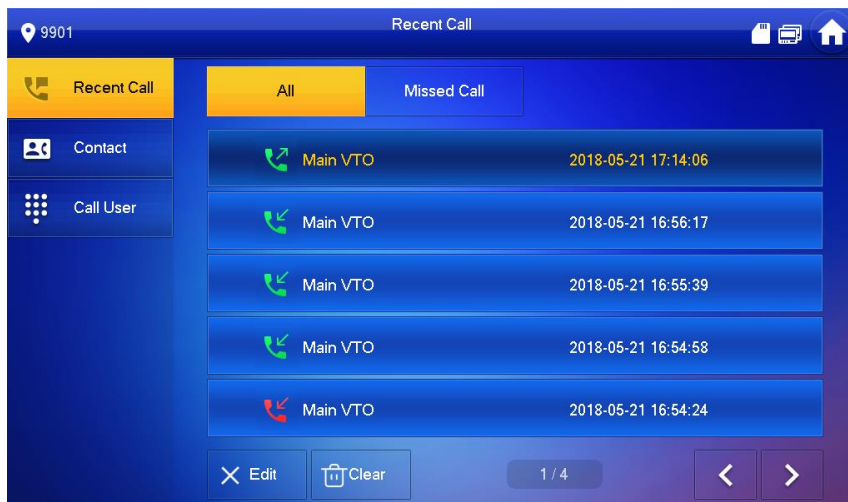 9901
Recent Call
Recent Call
Contact
Call User
All Missed Call
Main VTO 2018-05-21 17:14:06
Main VTO 2018-05-21 16:56:17
Main VTO 2018-05-21 16:55:39
Main VTO 2018-05-21 16:54:58
Main VTO 2018-05-21 16:54:24
Edit Clear 1/4